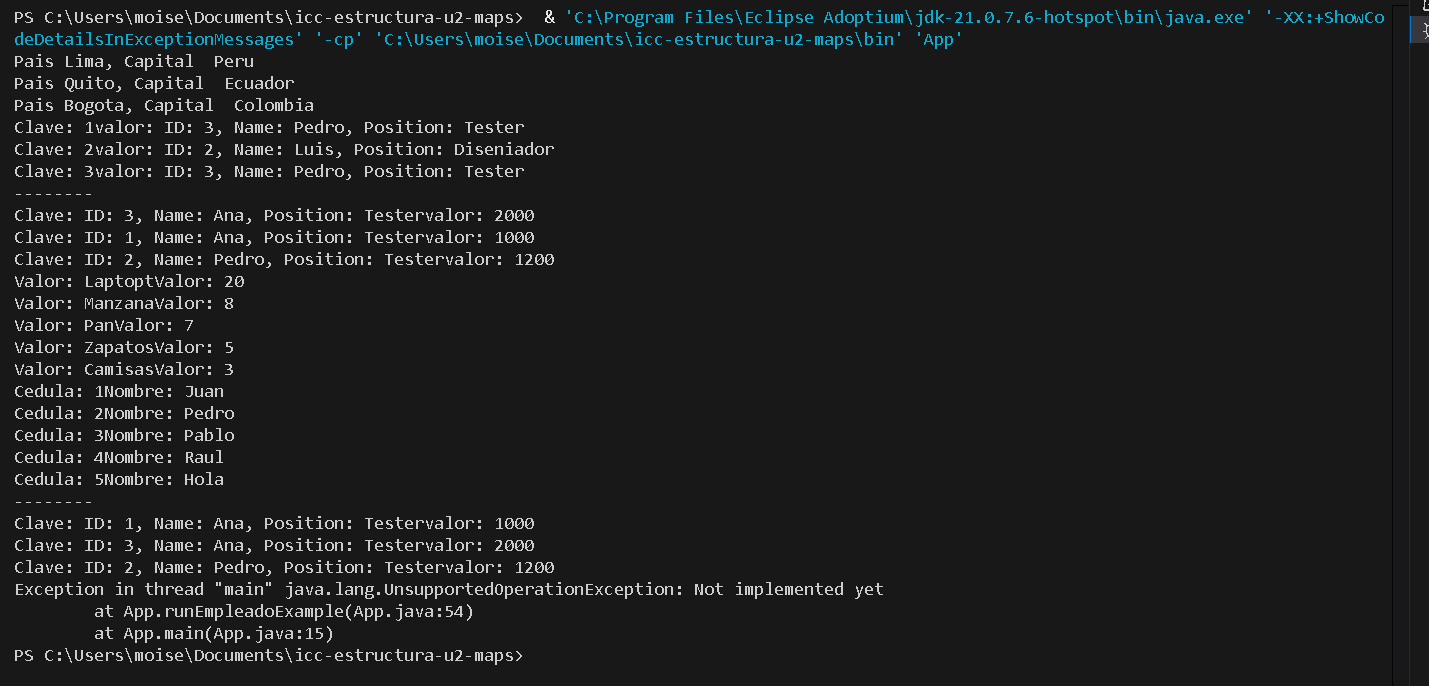 PS C:\Users\moise\Documents\icc-estructura-u2-maps>  & 'C:\Program Files\Eclipse Adoptium\jdk-21.0.7.6-hotspot\bin\java.exe' '-XX:+ShowCo
deDetailsInExceptionMessages' '-cp' 'C:\Users\moise\Documents\icc-estructura-u2-maps\bin' 'App'
Pais Lima, Capital  Peru
Pais Quito, Capital  Ecuador
Pais Bogota, Capital  Colombia
Clave: 1valor: ID: 3, Name: Pedro, Position: Tester
Clave: 2valor: ID: 2, Name: Luis, Position: Diseniador
Clave: 3valor: ID: 3, Name: Pedro, Position: Tester
--------
Clave: ID: 3, Name: Ana, Position: Testervalor: 2000
Clave: ID: 1, Name: Ana, Position: Testervalor: 1000
Clave: ID: 2, Name: Pedro, Position: Testervalor: 1200
Valor: LaptoptValor: 20
Valor: ManzanaValor: 8
Valor: PanValor: 7
Valor: ZapatosValor: 5
Valor: CamisasValor: 3
Cedula: 1Nombre: Juan
Cedula: 2Nombre: Pedro
Cedula: 3Nombre: Pablo
Cedula: 4Nombre: Raul
Cedula: 5Nombre: Hola
--------
Clave: ID: 1, Name: Ana, Position: Testervalor: 1000
Clave: ID: 3, Name: Ana, Position: Testervalor: 2000
Clave: ID: 2, Name: Pedro, Position: Testervalor: 1200
Exception in thread "main" java.lang.UnsupportedOperationException: Not implemented yet
        at App.runEmpleadoExample(App.java:54)
        at App.main(App.java:15)
PS C:\Users\moise\Documents\icc-estructura-u2-maps>